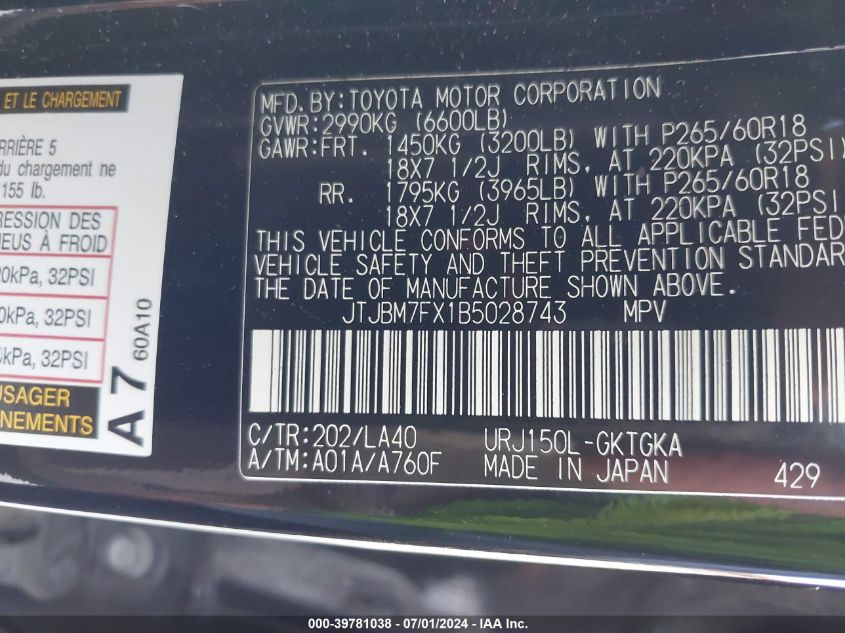 ET LE CHARGEMENT
RRIÈRE 5
du chargement ne
155 lb.
RESSION DES
NEUS À FROID
20kPa, 32PSI
0kPa, 32PSI
kPa, 32PSI
USAGER
NEMENTS
A7 60A10
MFD. BY: TOYOTA MOTOR CORPORATION
GVWR: 2990KG (6600LB)
GAWR: FRT. 1450KG (3200LB) WITH P265/60R18
18X7 1/2J RIMS, AT 220KPA (32PSI)
RR. 1795KG (3965LB) WITH P265/60R18
18X7 1/2J RIMS, AT 220KPA (32PSI
THIS VEHICLE CONFORMS TO ALL APPLICABLE FEDE
VEHICLE SAFETY AND THEFT PREVENTION STANDAR
THE DATE OF MANUFACTURE SHOWN ABOVE.
JTJBM7FX1B5028743 MPV
C/TR: 202/LA40 URJ150L-GKTGKA
A/TM: A01A/A760F MADE IN JAPAN 429
000-39781038 - 07/01/2024 - IAA Inc.